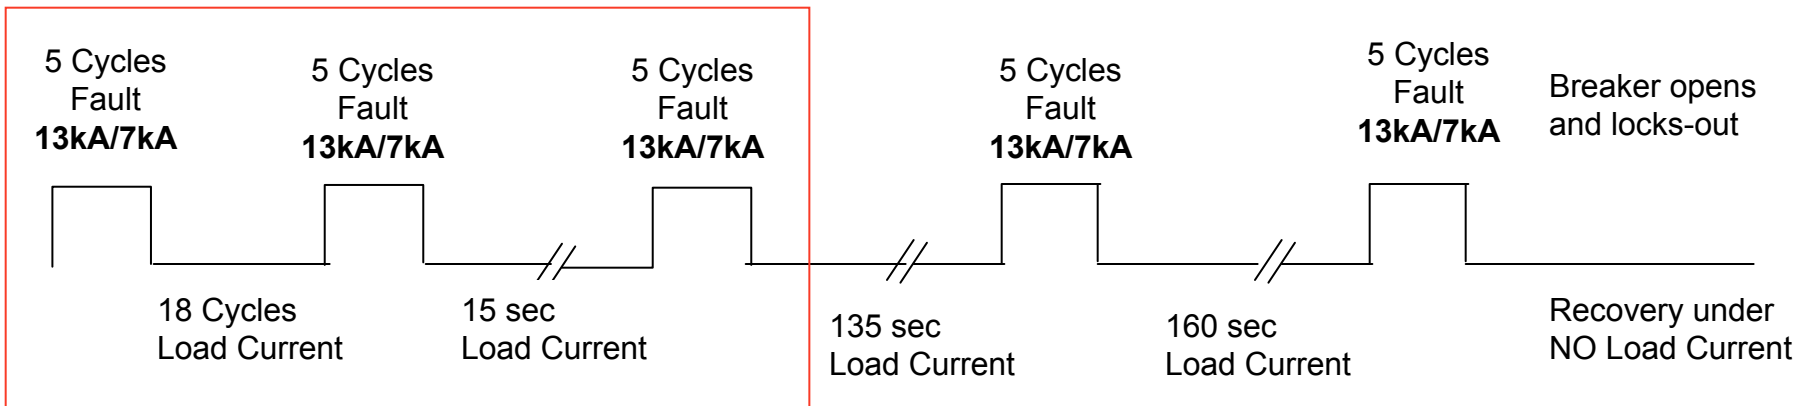 5 Cycles
Fault
13kA/7kA
5 Cycles
Fault
13kA/7kA
5 Cycles
Fault
13kA/7kA
5 Cycles
Fault
13kA/7kA
5 Cycles
Fault
13kA/7kA
Breaker opens
and locks-out
18 Cycles
Load Current
15 sec
Load Current
135 sec
Load Current
160 sec
Load Current
Recovery under
NO Load Current